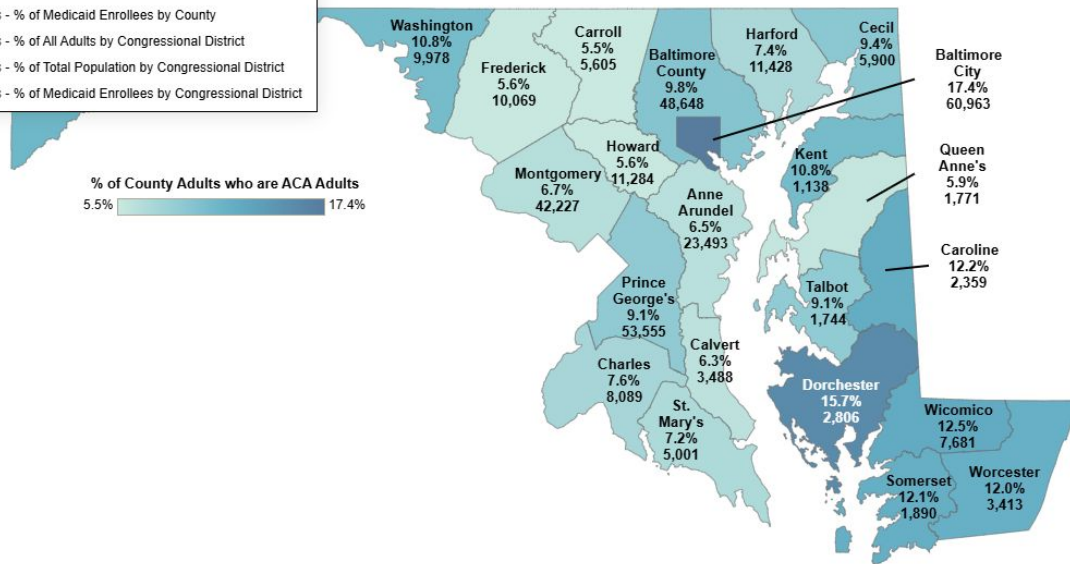 s - % of Medicaid Enrollees by County
s - % of All Adults by Congressional District
s - % of Total Population by Congressional District
s - % of Medicaid Enrollees by Congressional District
Washington
10.8%
9,978
Frederick
5.6%
10,069
Carroll
5.5%
5,605
Baltimore
County
9.8%
48,648
Harford
7.4%
11,428
Cecil
9.4%
5,900
Baltimore
City
17.4%
60,963
Howard
5.6%
11,284
Montgomery
6.7%
42,227
Kent
10.8%
1,138
Queen
Anne's
5.9%
1,771
% of County Adults who are ACA Adults
5.5%
17.4%
Anne
Arundel
6.5%
23,493
Caroline
12.2%
2,359
Prince
George's
9.1%
53,555
Talbot
9.1%
1,744
Calvert
6.3%
3,488
Charles
7.6%
8,089
St.
Mary's
7.2%
5,001
Dorchester
15.7%
2,806
Wicomico
12.5%
7,681
Somerset
12.1%
1,890
Worcester
12.0%
3,413